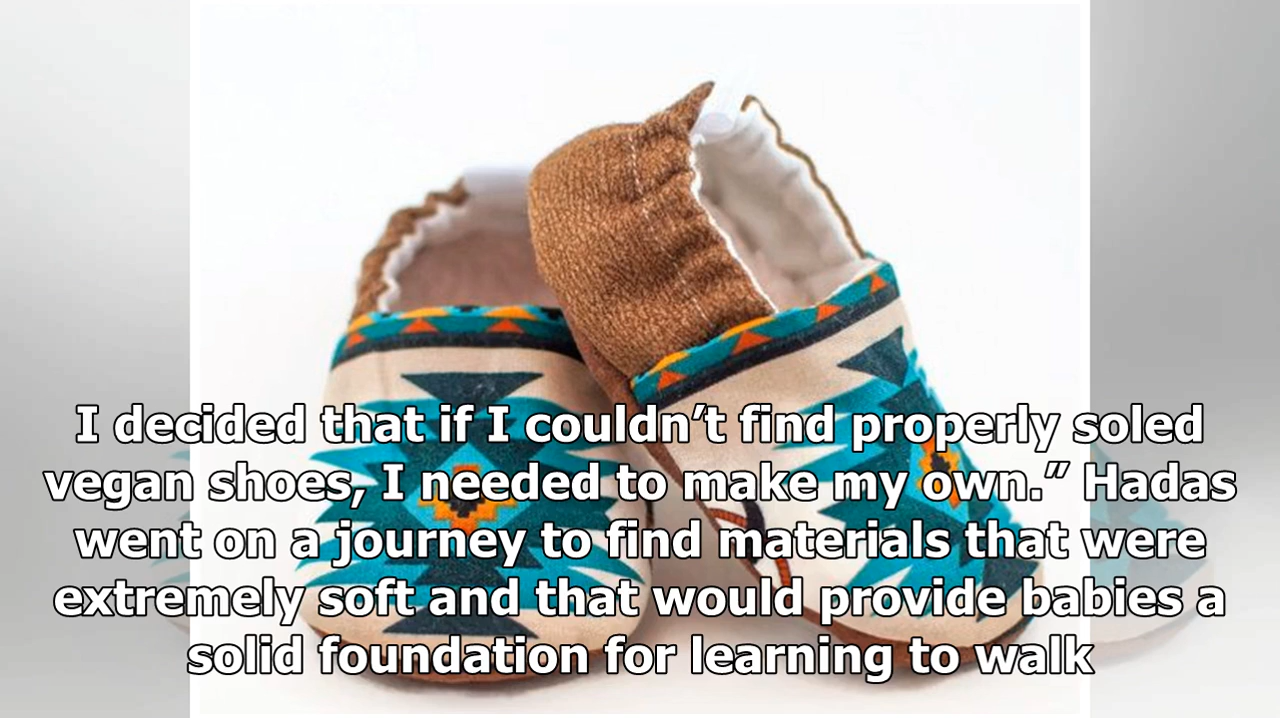 I decided that if I couldn’t find properly soled
vegan shoes, I needed to make my own.” Hadas
went on a journey to find materials that were
extremely soft and that would provide babies a
solid foundation for learning to walk